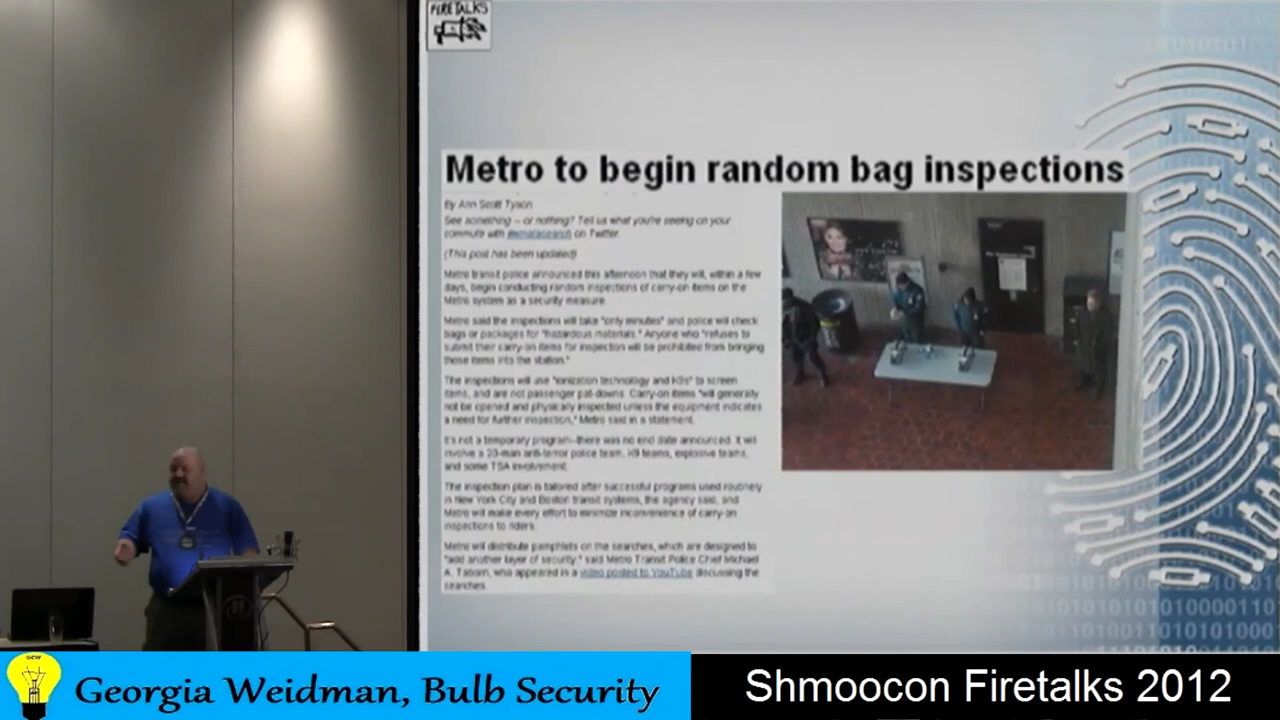 FIRETALKS
Metro to begin random bag inspections
By Ann Scott Tyson
See something -- or nothing? Tell us what you're seeing on your
commute with on Twitter.
(This post has been updated)
Metro transit police announced this afternoon that they will, within a few
days, begin conducting random inspections of carry-on items on the
Metro system as a security measure.
Metro said the inspections will take "only minutes" and police will check
bags or packages for "hazardous materials." Anyone who "refuses to
submit their carry-on items for inspection will be prohibited from bringing
those items into the station."
The inspections will use "ionization technology and k9s" to screen
items, and are not passenger pat-downs. Carry-on items "will generally
not be opened and physically inspected unless the equipment indicates
a need for further inspection," Metro said in a statement.
It's not a temporary program--there was no end date announced. It will
involve a 20-man anti-terror police team, k9 teams, explosive teams,
and some TSA involvement.
The inspection plan is tailored after successful programs used routinely
in New York City and Boston transit systems, the agency said, and
Metro will make every effort to minimize inconvenience of carry-on
inspections to riders.
Metro will distribute pamphlets on the searches, which are designed to
"add another layer of security," said Metro Transit Police Chief Michael
A. Taborn, who appeared in a video posted to YouTube discussing the
searches.
GCW
Georgia Weidman, Bulb Security
Shmoocon Firetalks 2012